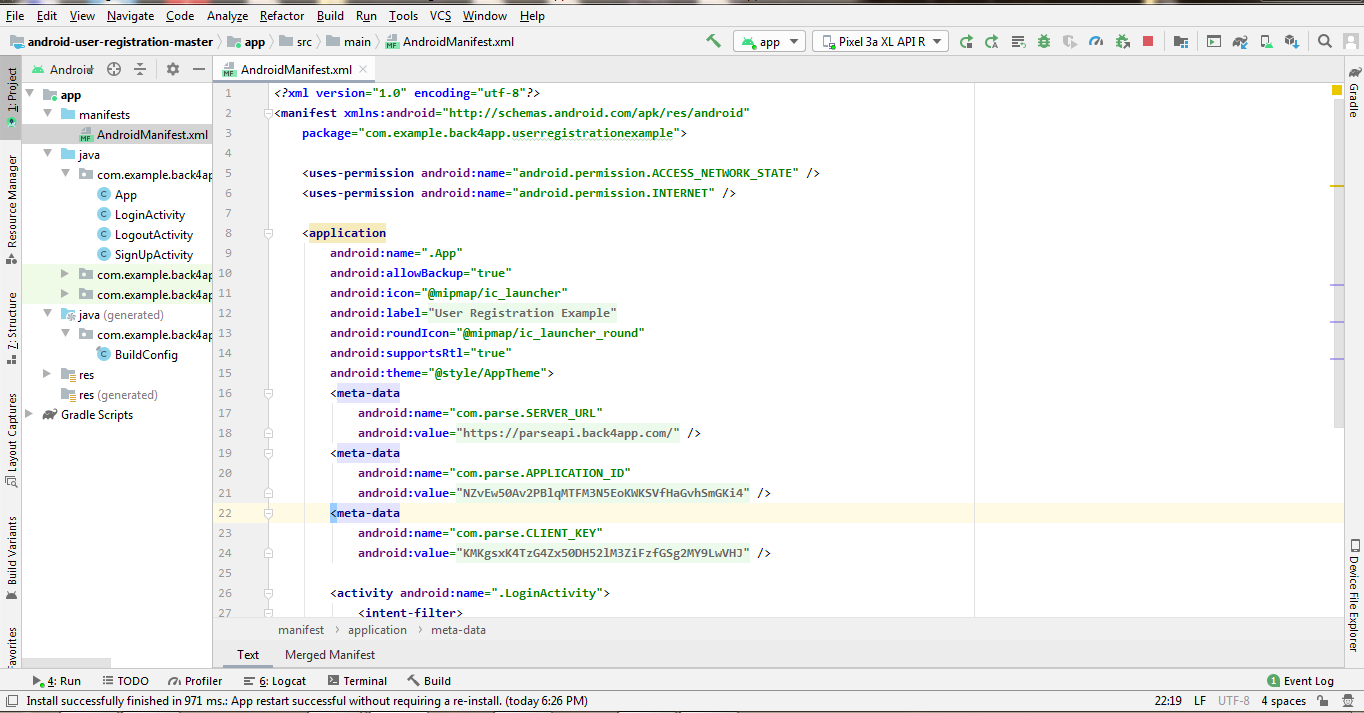 File Edit View Navigate Code Analyze Refactor Build Run Tools VCS Window Help
android-user-registration-master app src main AndroidManifest.xml app Pixel 3a XL API R
Android AndroidManifest.xml
1: Project
Resource Manager
7: Structure
Layout Captures
Build Variants
avorites
app
manifests
AndroidManifest.xml
java
com.example.back4ap
App
LoginActivity
LogoutActivity
SignUpActivity
com.example.back4ap
com.example.back4ap
java (generated)
com.example.back4ap
BuildConfig
res
res (generated)
Gradle Scripts
1 <?xml version="1.0" encoding="utf-8"?>
2 <manifest xmlns:android="http://schemas.android.com/apk/res/android"
3 package="com.example.back4app.userregistrationexample">
4
5 <uses-permission android:name="android.permission.ACCESS_NETWORK_STATE" />
6 <uses-permission android:name="android.permission.INTERNET" />
7
8 <application
9 android:name=".App"
10 android:allowBackup="true"
11 android:icon="@mipmap/ic_launcher"
12 android:label="User Registration Example"
13 android:roundIcon="@mipmap/ic_launcher_round"
14 android:supportsRtl="true"
15 android:theme="@style/AppTheme">
16 <meta-data
17 android:name="com.parse.SERVER_URL"
18 android:value="https://parseapi.back4app.com/" />
19 <meta-data
20 android:name="com.parse.APPLICATION_ID"
21 android:value="NZvEw50Av2PBlqMTFM3N5EoKWKSVfHaGvhSmGKi4" />
22 <meta-data
23 android:name="com.parse.CLIENT_KEY"
24 android:value="KMKgsxK4TzG4Zx50DH52lM3ZiFzfGSg2MY9LwVHJ" />
25
26 <activity android:name=".LoginActivity">
27 <intent-filter>
manifest application meta-data
Text Merged Manifest
Gradle
Device File Explorer
4: Run TODO Profiler 6: Logcat Terminal Build 1 Event Log
Install successfully finished in 971 ms.: App restart successful without requiring a re-install. (today 6:26 PM) 22:19 LF UTF-8 4 spaces